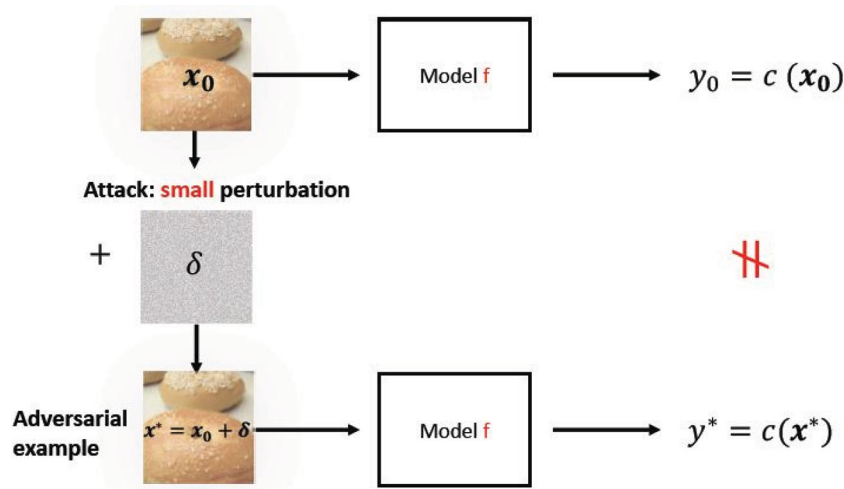 x₀
Model f
y₀ = c (x₀)
Attack: small perturbation
+
δ
≠
Adversarial
example
x* = x₀ + δ
Model f
y* = c(x*)